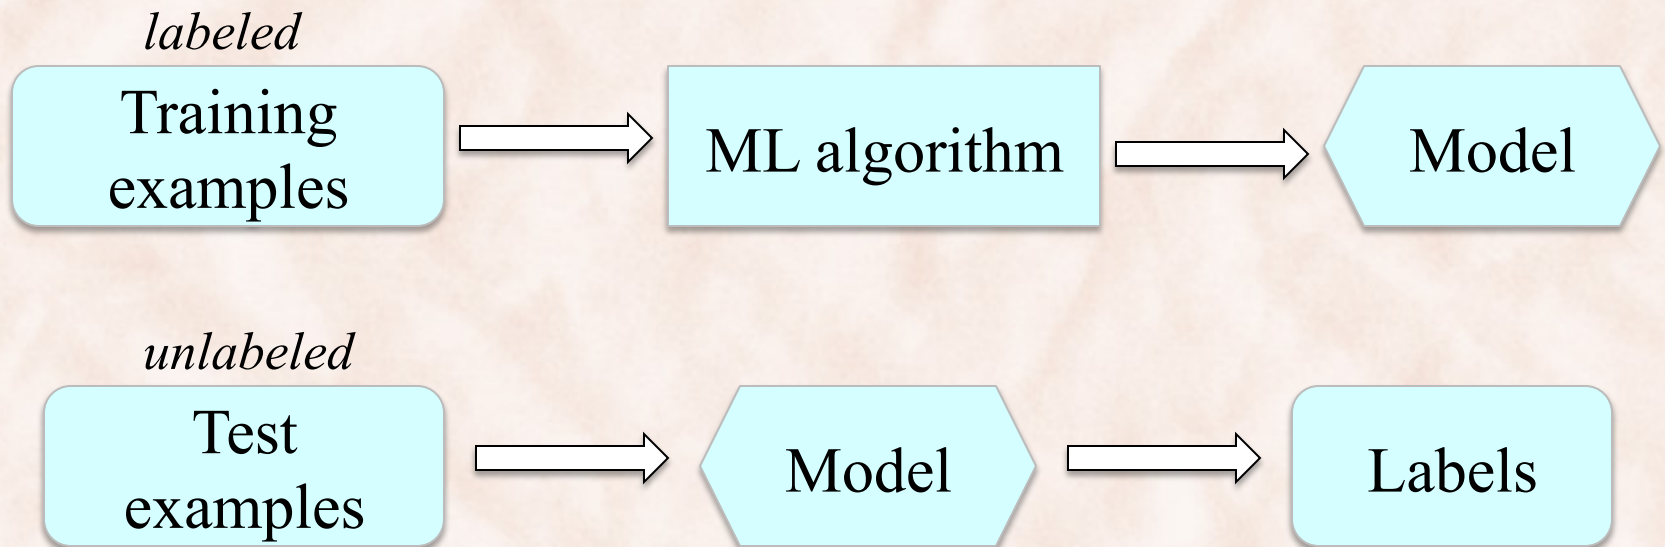 labeled
Training
examples
ML algorithm
Model
unlabeled
Test
examples
Model
Labels